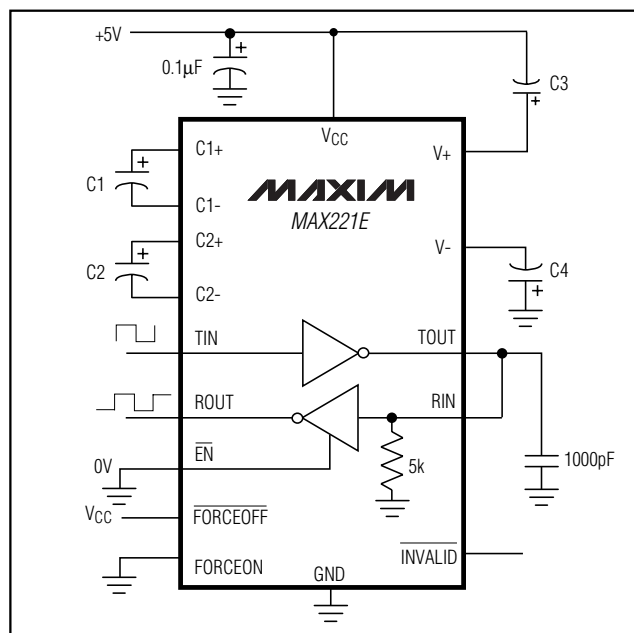 +5V
0.1μF
C3
VCC
C1+
V+
C1
C1-
MAXIM
MAX221E
C2+
V-
C2
C2-
C4
TIN
TOUT
ROUT
RIN
0V
EN
5k
1000pF
VCC
FORCEOFF
FORCEON
GND
INVALID